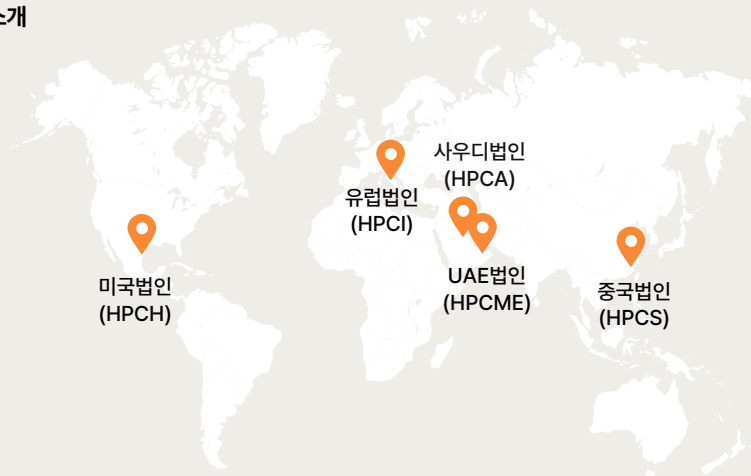 소개
사우디법인
(HPCA)
유럽법인
(HPCI)
UAE법인
(HPCME)
미국법인
(HPCH)
중국법인
(HPCS)